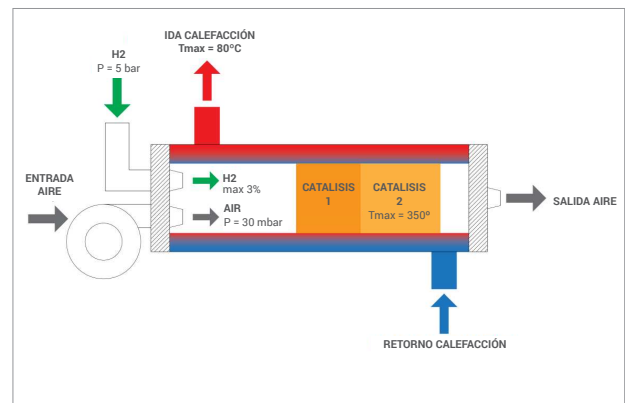 IDA CALEFACCIÓN
Tmax = 80ºC
H2
P = 5 bar
ENTRADA
AIRE
H2
max 3%
AIR
P = 30 mbar
CATALISIS
1
CATALISIS
2
Tmax = 350º
SALIDA AIRE
RETORNO CALEFACCIÓN